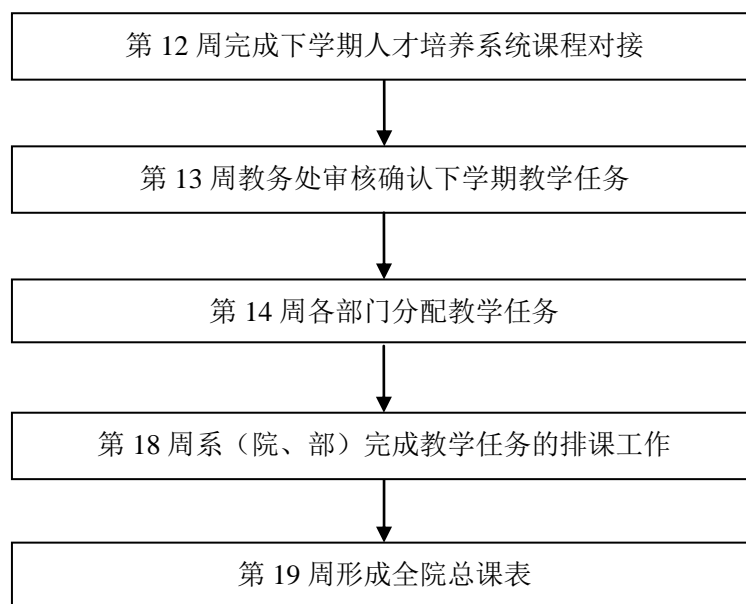 第 12 周完成下学期人才培养系统课程对接
第 13 周教务处审核确认下学期教学任务
第 14 周各部门分配教学任务
第 18 周系（院、部）完成教学任务的排课工作
第 19 周形成全院总课表